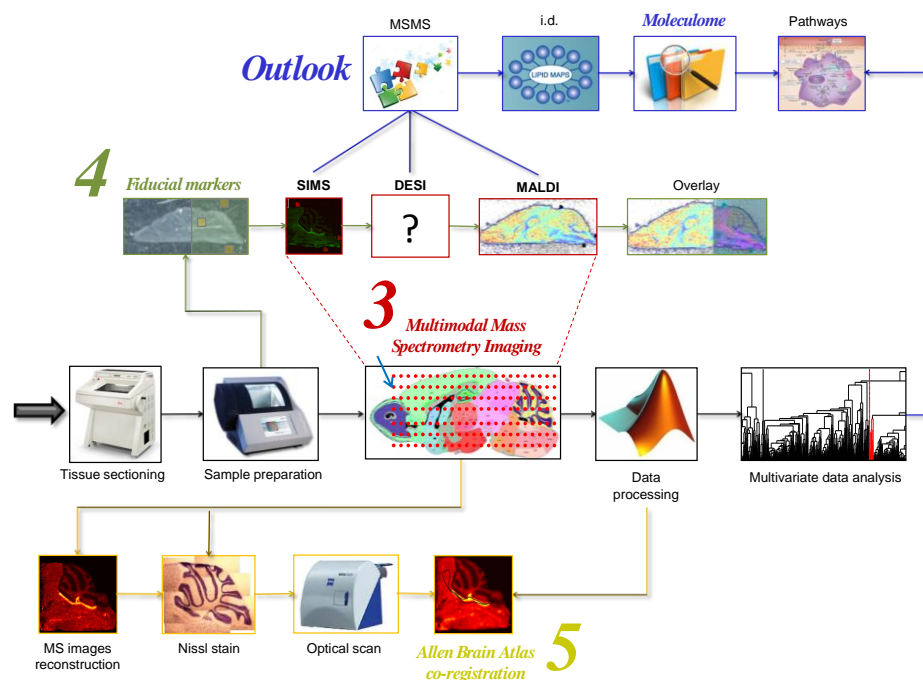 MSMS
i.d.
Moleculome
Pathways
Outlook
LIPID MAPS
4
Fiducial markers
SIMS
DESI
MALDI
Overlay
?
3
Multimodal Mass
Spectrometry Imaging
Tissue sectioning
Sample preparation
Data
processing
Multivariate data analysis
MS images
reconstruction
Nissl stain
Optical scan
Allen Brain Atlas
co-registration
5